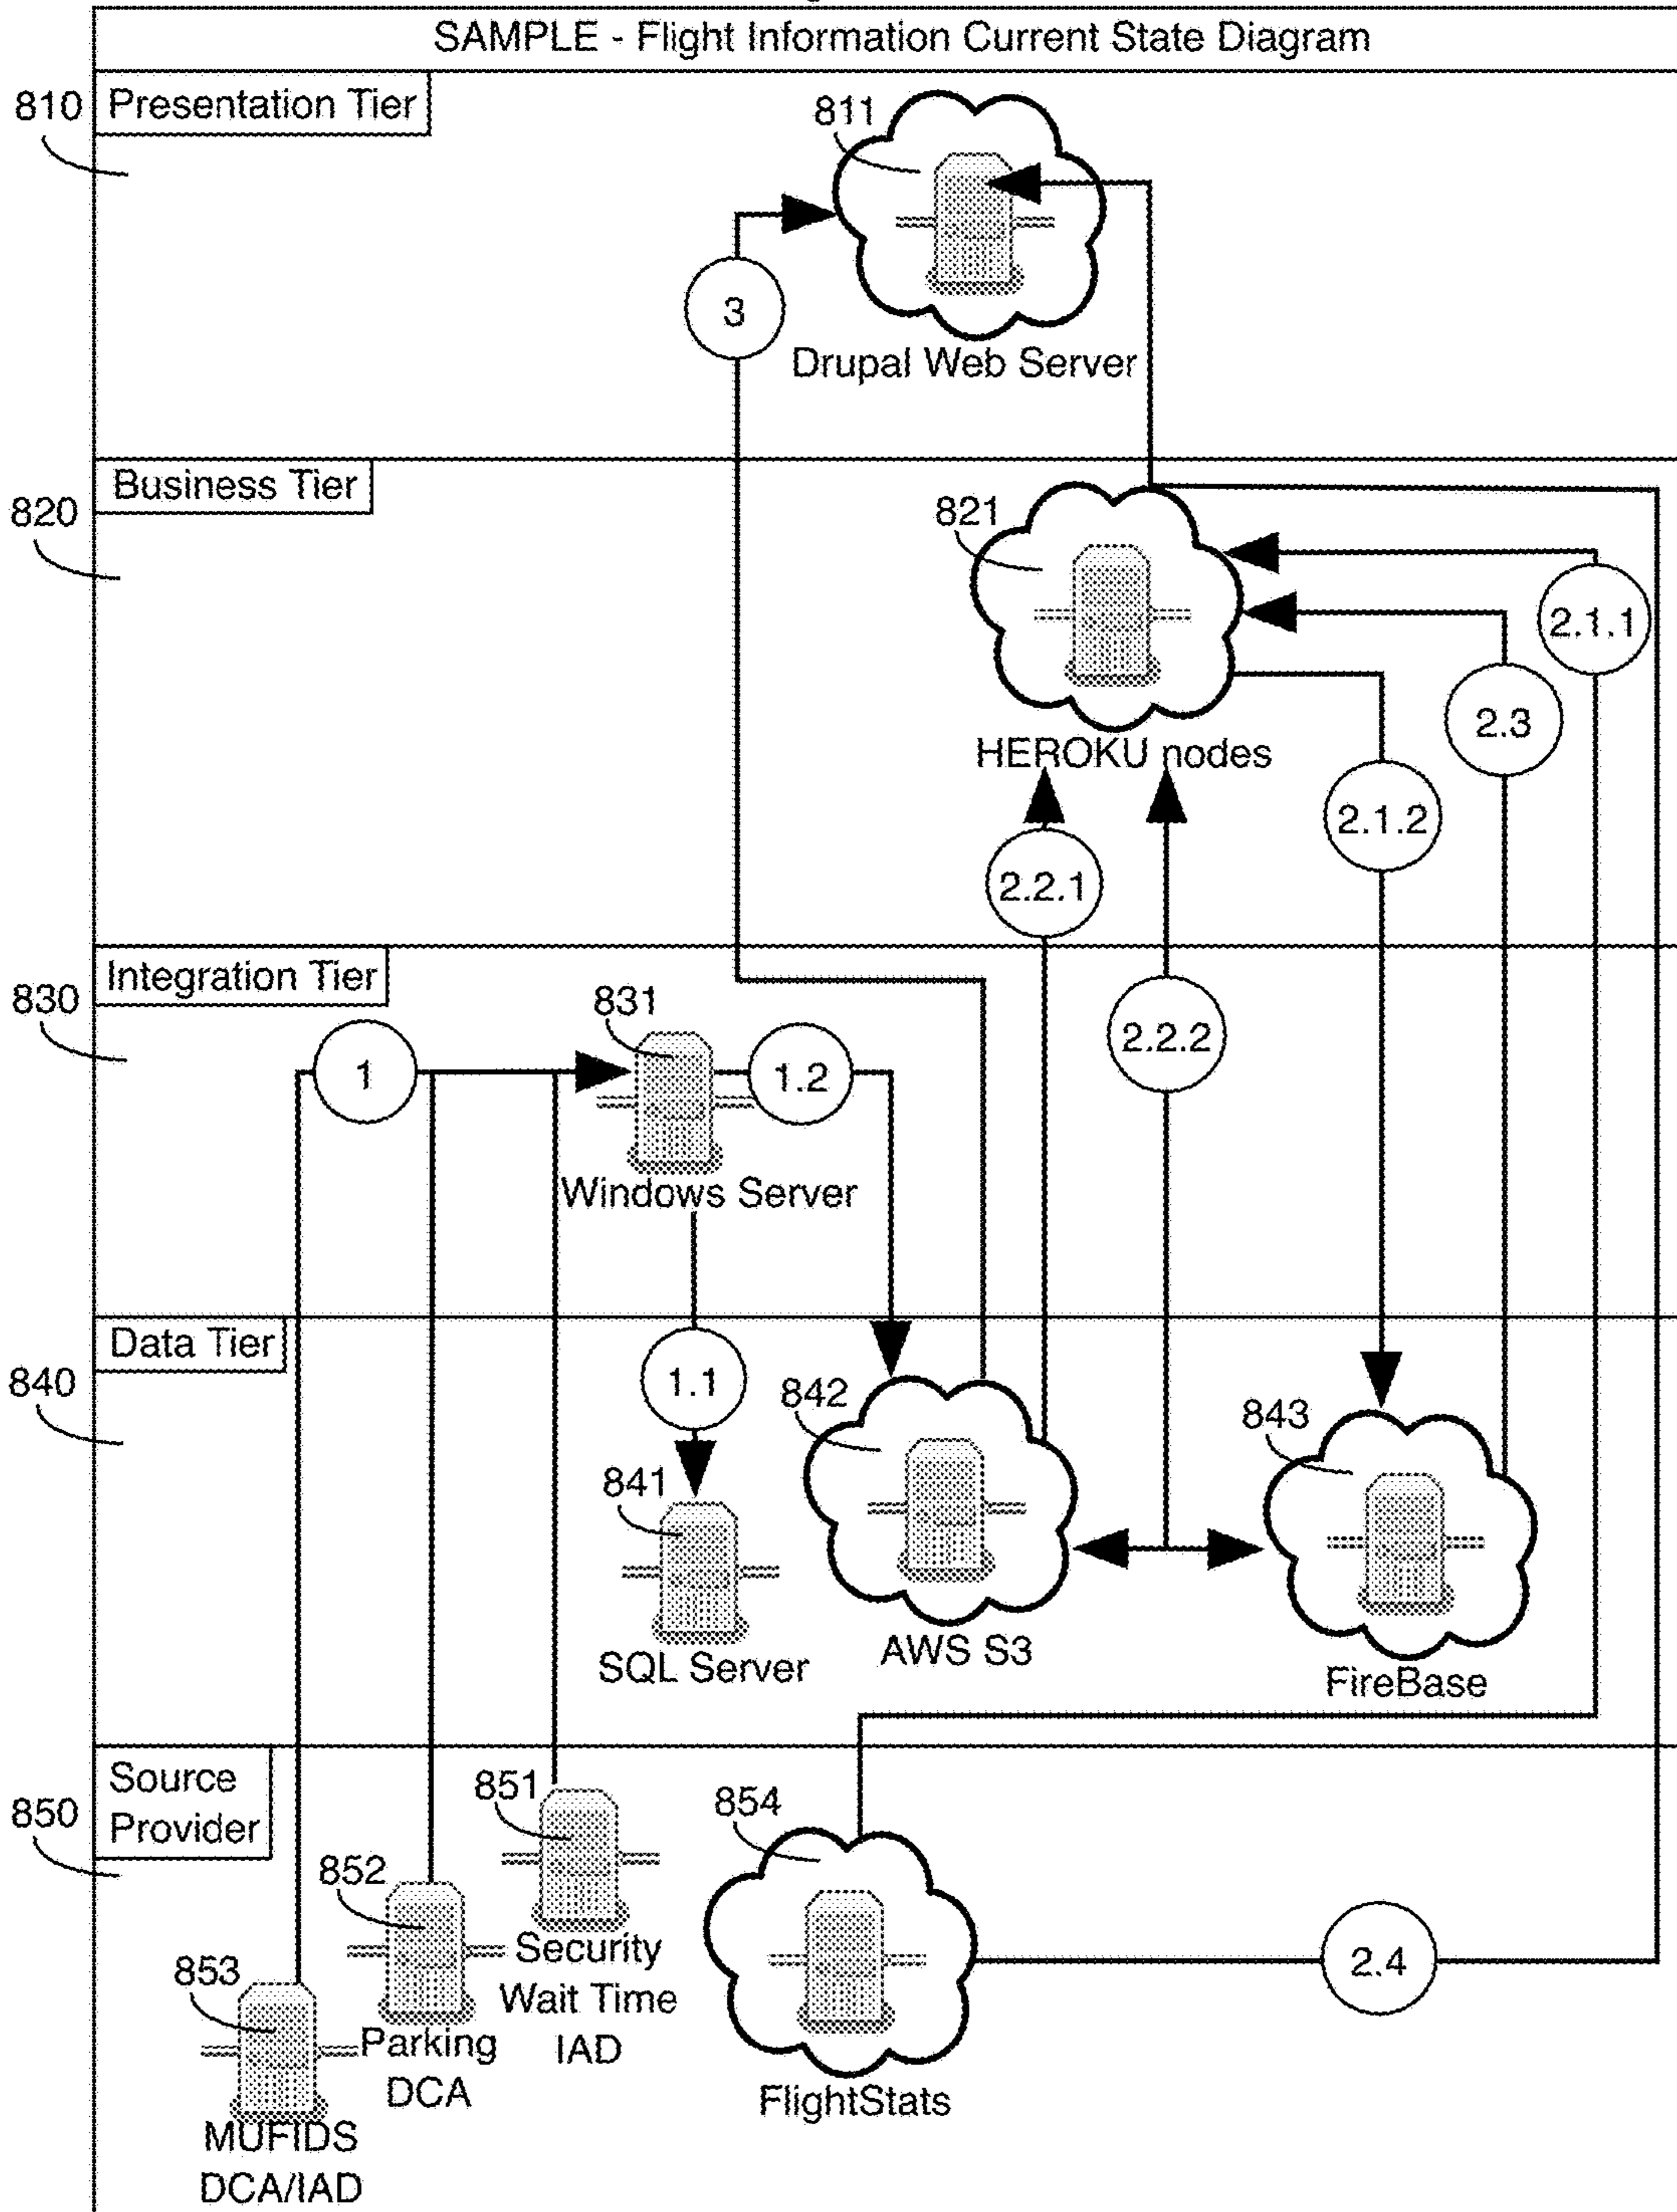 SAMPLE - Flight Information Current State Diagram
810
Presentation Tier
811
3
Drupal Web Server
Business Tier
820
821
2.1.1
2.3
HEROKU nodes
2.1.2
2.2.1
Integration Tier
830
831
1
1.2
2.2.2
Windows Server
Data Tier
840
1.1
842
843
841
SQL Server
AWS S3
FireBase
Source
Provider
850
851
854
852
Security
Wait Time
IAD
2.4
853
Parking
DCA
FlightStats
MUFIDS
DCA/IAD